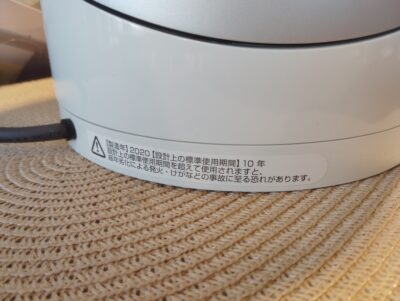 【製造年】2020【設計上の標準使用期間】10年
設計上の標準使用期間を超えて使用されますと、
経年劣化による発火・けがなどの事故に至る恐れがあります。